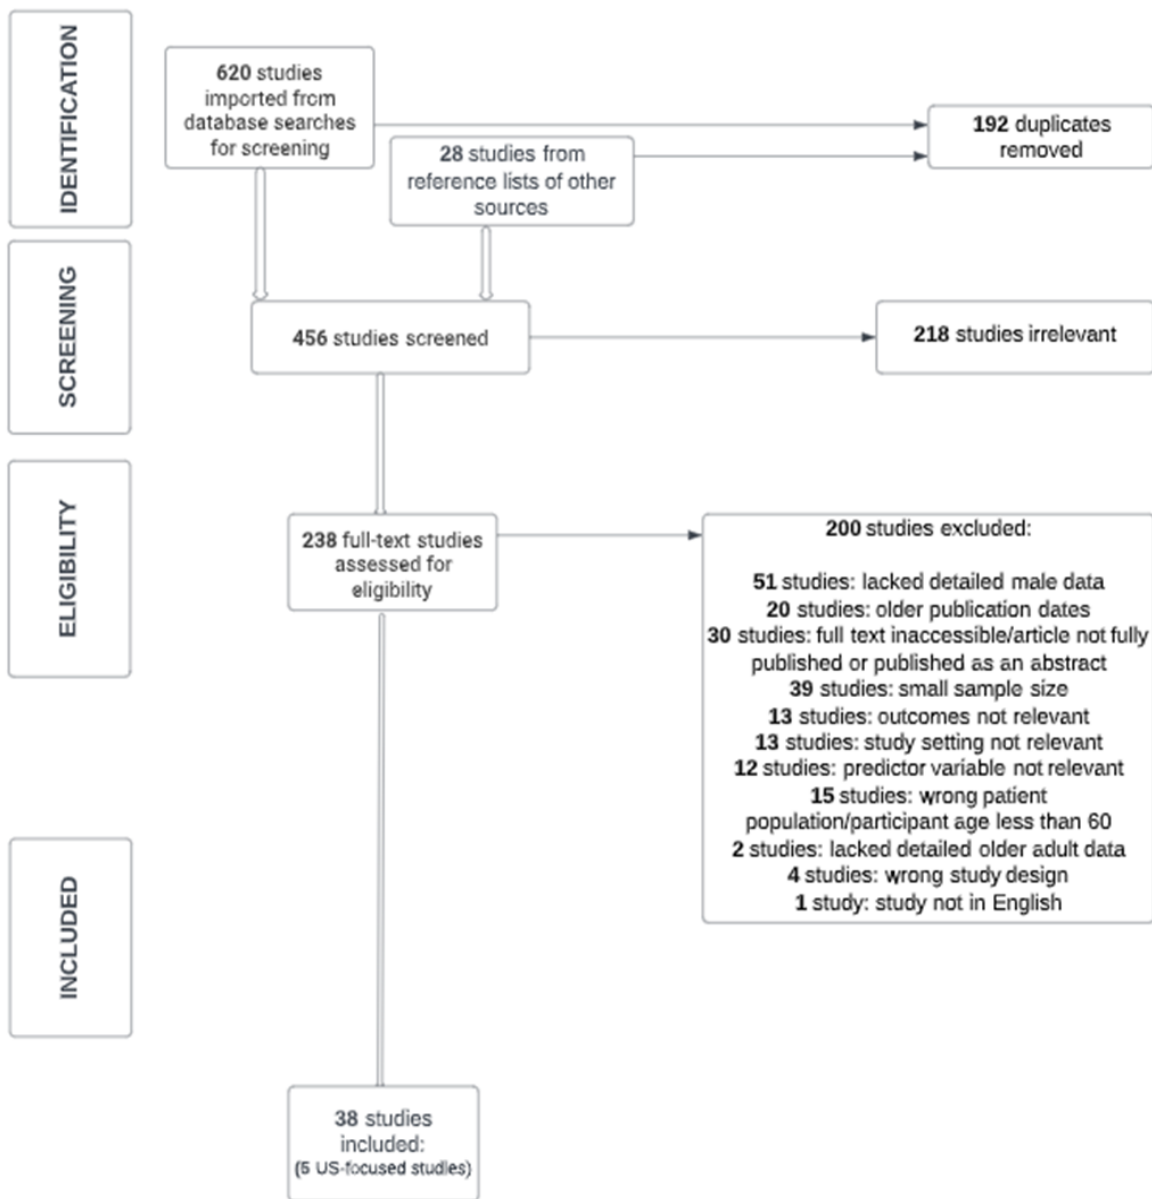 IDENTIFICATION
620 studies
imported from
database searches
for screening
28 studies from
reference lists of other
sources
192 duplicates
removed
SCREENING
456 studies screened
218 studies irrelevant
ELIGIBILITY
238 full-text studies
assessed for
eligibility
200 studies excluded:
51 studies: lacked detailed male data
20 studies: older publication dates
30 studies: full text inaccessible/article not fully
published or published as an abstract
39 studies: small sample size
13 studies: outcomes not relevant
13 studies: study setting not relevant
12 studies: predictor variable not relevant
15 studies: wrong patient
population/participant age less than 60
2 studies: lacked detailed older adult data
4 studies: wrong study design
1 study: study not in English
INCLUDED
38 studies
included:
(5 US-focused studies)